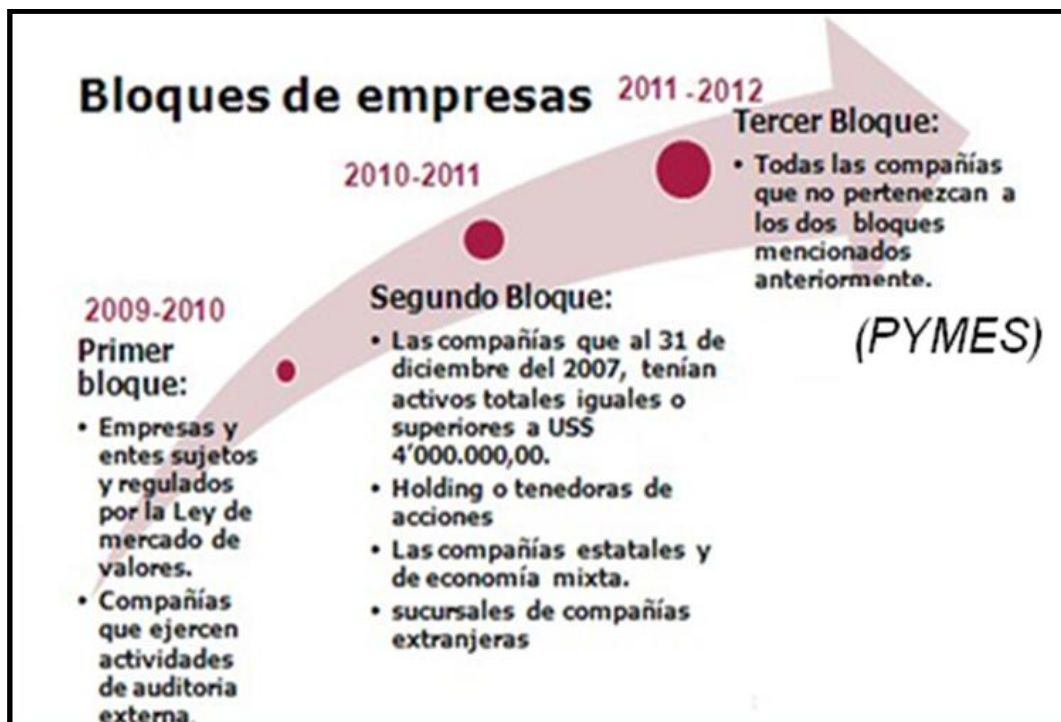 Bloques de empresas
2009-2010
Primer
bloque:
• Empresas y
entes sujetos
y regulados
por la Ley de
mercado de
valores.
• Compañías
que ejercen
actividades
de auditoria
externa.
2010-2011
Segundo Bloque:
• Las compañías que al 31 de
diciembre del 2007, tenían
activos totales iguales o
superiores a US$
4’000.000,00.
• Holding o tenedoras de
acciones
• Las compañías estatales y
de economía mixta.
• sucursales de compañías
extranjeras
2011-2012
Tercer Bloque:
• Todas las compañías
que no pertenezcan a
los dos bloques
mencionados
anteriormente.
(PYMES)